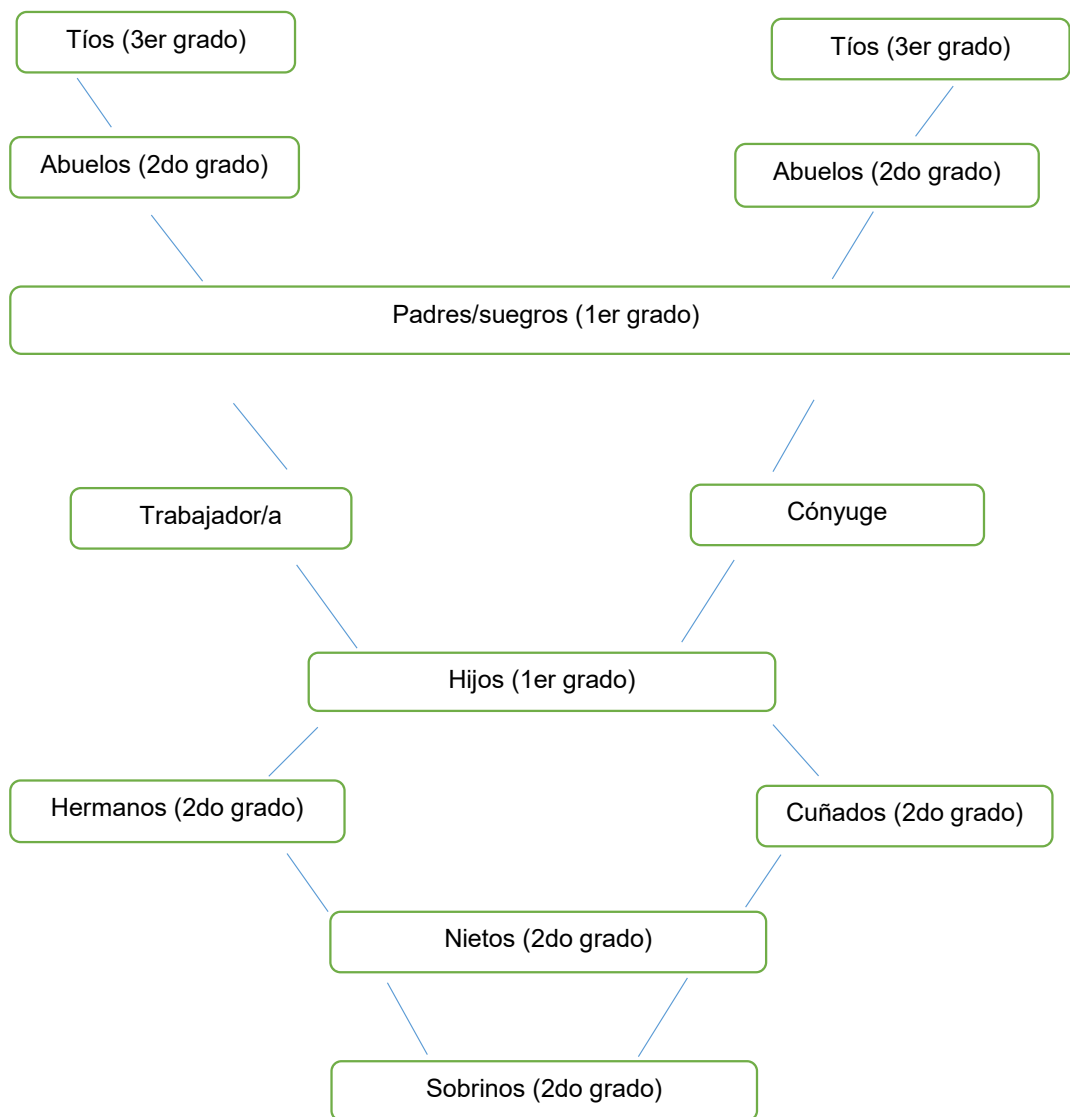 Tíos (3er grado)
Tíos (3er grado)
Abuelos (2do grado)
Abuelos (2do grado)
Padres/suegros (1er grado)
Trabajador/a
Cónyuge
Hijos (1er grado)
Hermanos (2do grado)
Cuñados (2do grado)
Nietos (2do grado)
Sobrinos (2do grado)